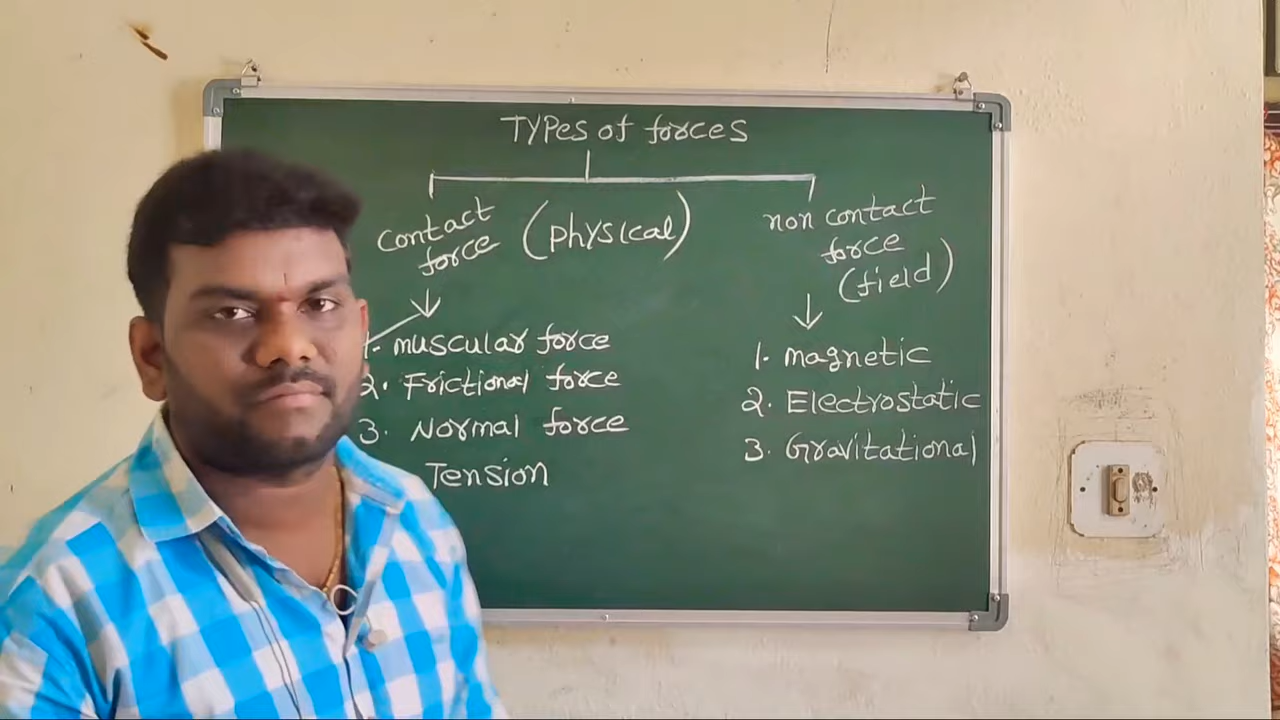 TYPes of forces
contact
force
(physical)
non contact
force
(field)
1. muscular force
2. Frictional force
3. Normal force
Tension
1. magnetic
2. Electrostatic
3. Gravitational